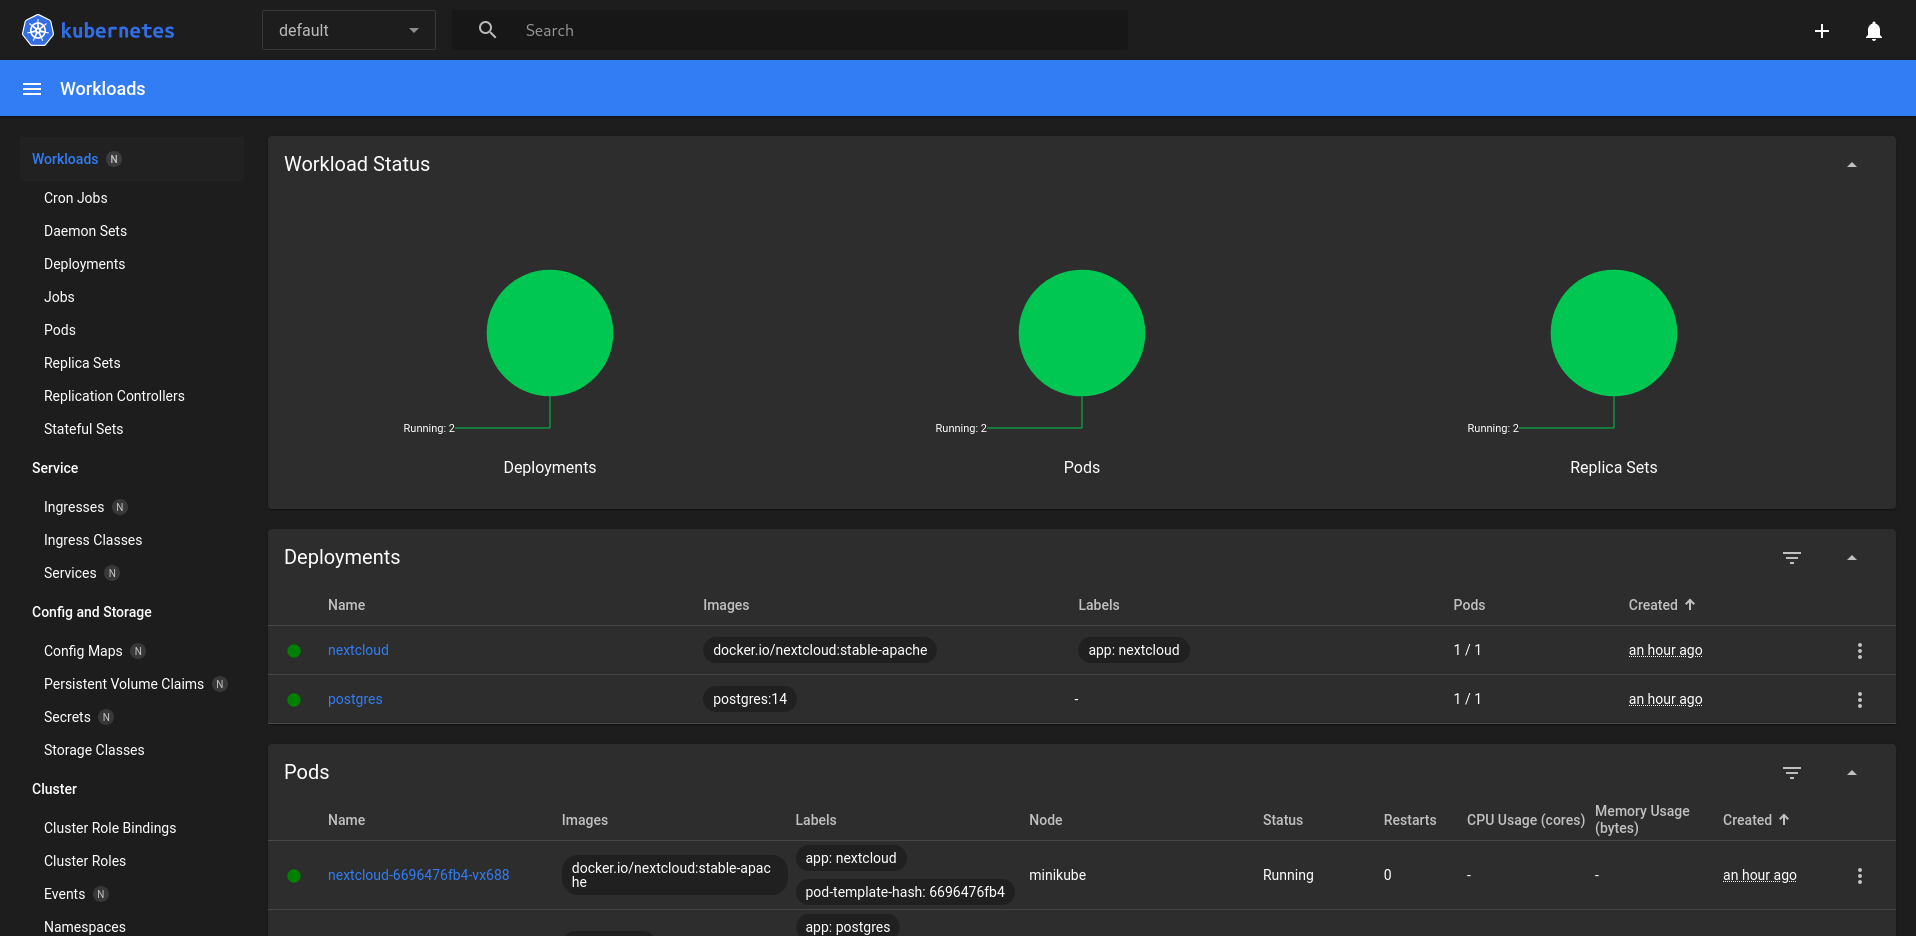 kubernetes
default
Search
Workloads
Workloads N
Cron Jobs
Daemon Sets
Deployments
Jobs
Pods
Replica Sets
Replication Controllers
Stateful Sets
Service
Ingresses N
Ingress Classes
Services N
Config and Storage
Config Maps N
Persistent Volume Claims N
Secrets N
Storage Classes
Cluster
Cluster Role Bindings
Cluster Roles
Events N
Namespaces
Workload Status
Running: 2
Deployments
Running: 2
Pods
Running: 2
Replica Sets
Deployments
Name Images Labels Pods Created
nextcloud docker.io/nextcloud:stable-apache app: nextcloud 1 / 1 an hour ago
postgres postgres:14 - 1 / 1 an hour ago
Pods
Name Images Labels Node Status Restarts CPU Usage (cores) Memory Usage
(bytes) Created
nextcloud-6696476fb4-vx688
docker.io/nextcloud:stable-apac
he
app: nextcloud
pod-template-hash: 6696476fb4
minikube Running 0 - - an hour ago
app: postgres